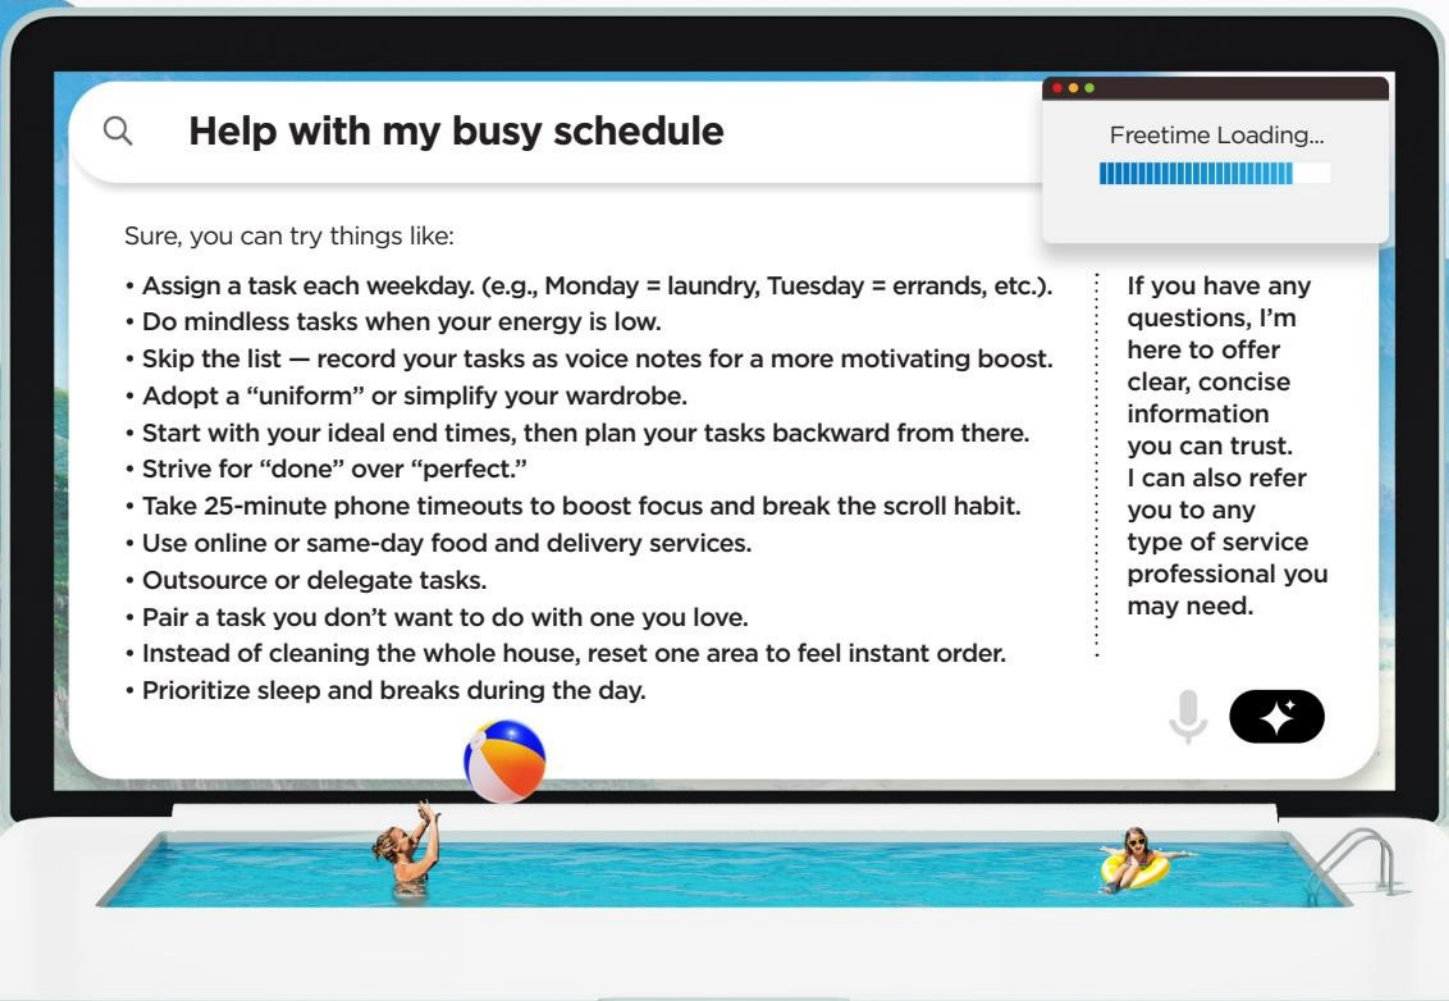 Help with my busy schedule
Freetime Loading...
Sure, you can try things like:
• Assign a task each weekday. (e.g., Monday = laundry, Tuesday = errands, etc.).
• Do mindless tasks when your energy is low.
• Skip the list — record your tasks as voice notes for a more motivating boost.
• Adopt a “uniform” or simplify your wardrobe.
• Start with your ideal end times, then plan your tasks backward from there.
• Strive for “done” over “perfect.”
• Take 25-minute phone timeouts to boost focus and break the scroll habit.
• Use online or same-day food and delivery services.
• Outsource or delegate tasks.
• Pair a task you don’t want to do with one you love.
• Instead of cleaning the whole house, reset one area to feel instant order.
• Prioritize sleep and breaks during the day.
If you have any
questions, I’m
here to offer
clear, concise
information
you can trust.
I can also refer
you to any
type of service
professional you
may need.